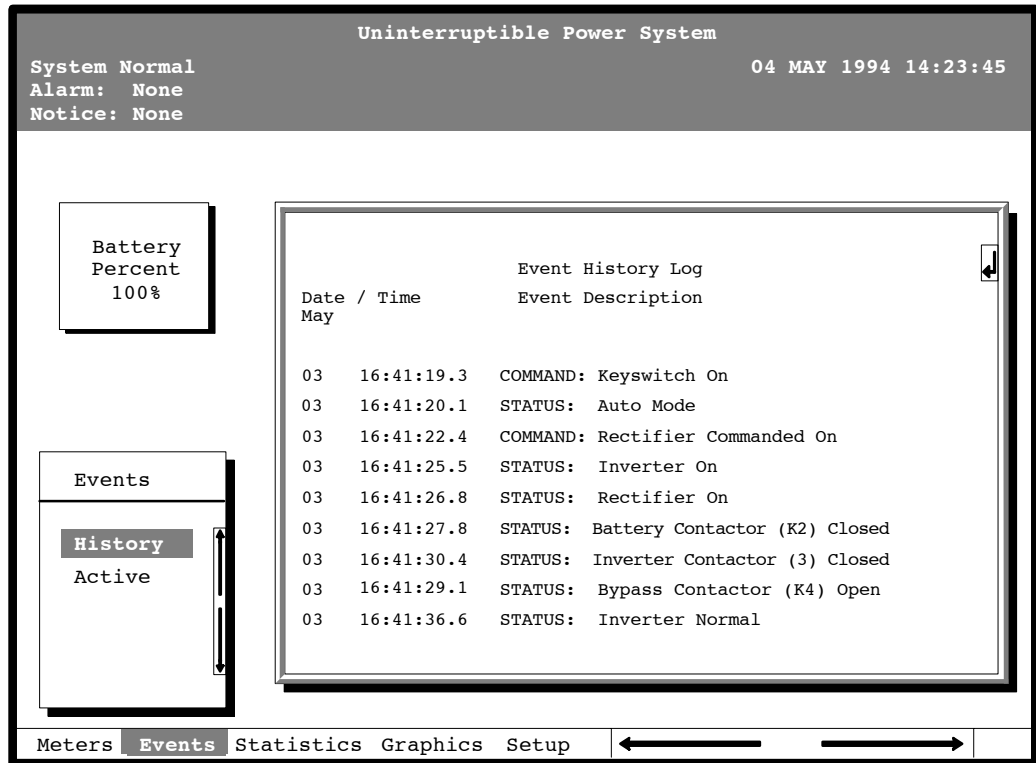 Uninterruptible Power System
System Normal
04 MAY 1994 14:23:45
Alarm: None
Notice: None
Battery
Percent
100%
Event History Log
Date / Time Event Description
May
03 16:41:19.3 COMMAND: Keyswitch On
03 16:41:20.1 STATUS: Auto Mode
03 16:41:22.4 COMMAND: Rectifier Commanded On
03 16:41:25.5 STATUS: Inverter On
03 16:41:26.8 STATUS: Rectifier On
03 16:41:27.8 STATUS: Battery Contactor (K2) Closed
03 16:41:30.4 STATUS: Inverter Contactor (3) Closed
03 16:41:29.1 STATUS: Bypass Contactor (K4) Open
03 16:41:36.6 STATUS: Inverter Normal
Events
History
Active
Meters Events Statistics Graphics Setup